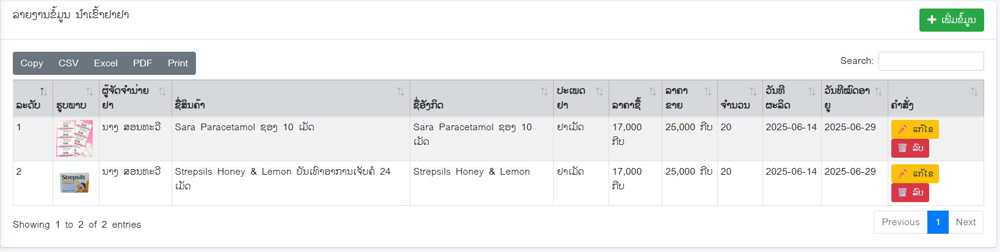 ລາຍງານຂໍ້ມູນ ນຳເຂົ້າຢາຢາ
ເພີ່ມຂໍ້ມູນ
Copy CSV Excel PDF Print
Search:
ລະດັບ
ຮູບພາບ
ຜູ້ຈັດຈຳນ່າຍ
ຢາ
ຊື່ສິນຄ້າ
ຊື່ອັງກິດ
ປະເພດ
ຢາ
ລາຄາຊື້
ລາຄາ
ຂາຍ
ຈຳນວນ
ວັນທີ
ຜະລິດ
ວັນທີໝົດອາ
ຍຸ
ຄຳສັ່ງ
1
ນາງ ສອນທະວີ
Sara Paracetamol ຊອງ 10 ເມັດ
Sara Paracetamol ຊອງ 10
ເມັດ
ຢາເມັດ
17,000
ກີບ
25,000 ກີບ
20
2025-06-14
2025-06-29
ແກ້ໄຂ
ລົບ
2
Strepsils
ນາງ ສອນທະວີ
Strepsils Honey & Lemon ບັນເທົາອາການເຈັບຄໍ 24
ເມັດ
Strepsils Honey & Lemon
ຢາເມັດ
17,000
ກີບ
25,000 ກີບ
20
2025-06-14
2025-06-29
ແກ້ໄຂ
ລົບ
Showing 1 to 2 of 2 entries
Previous 1 Next